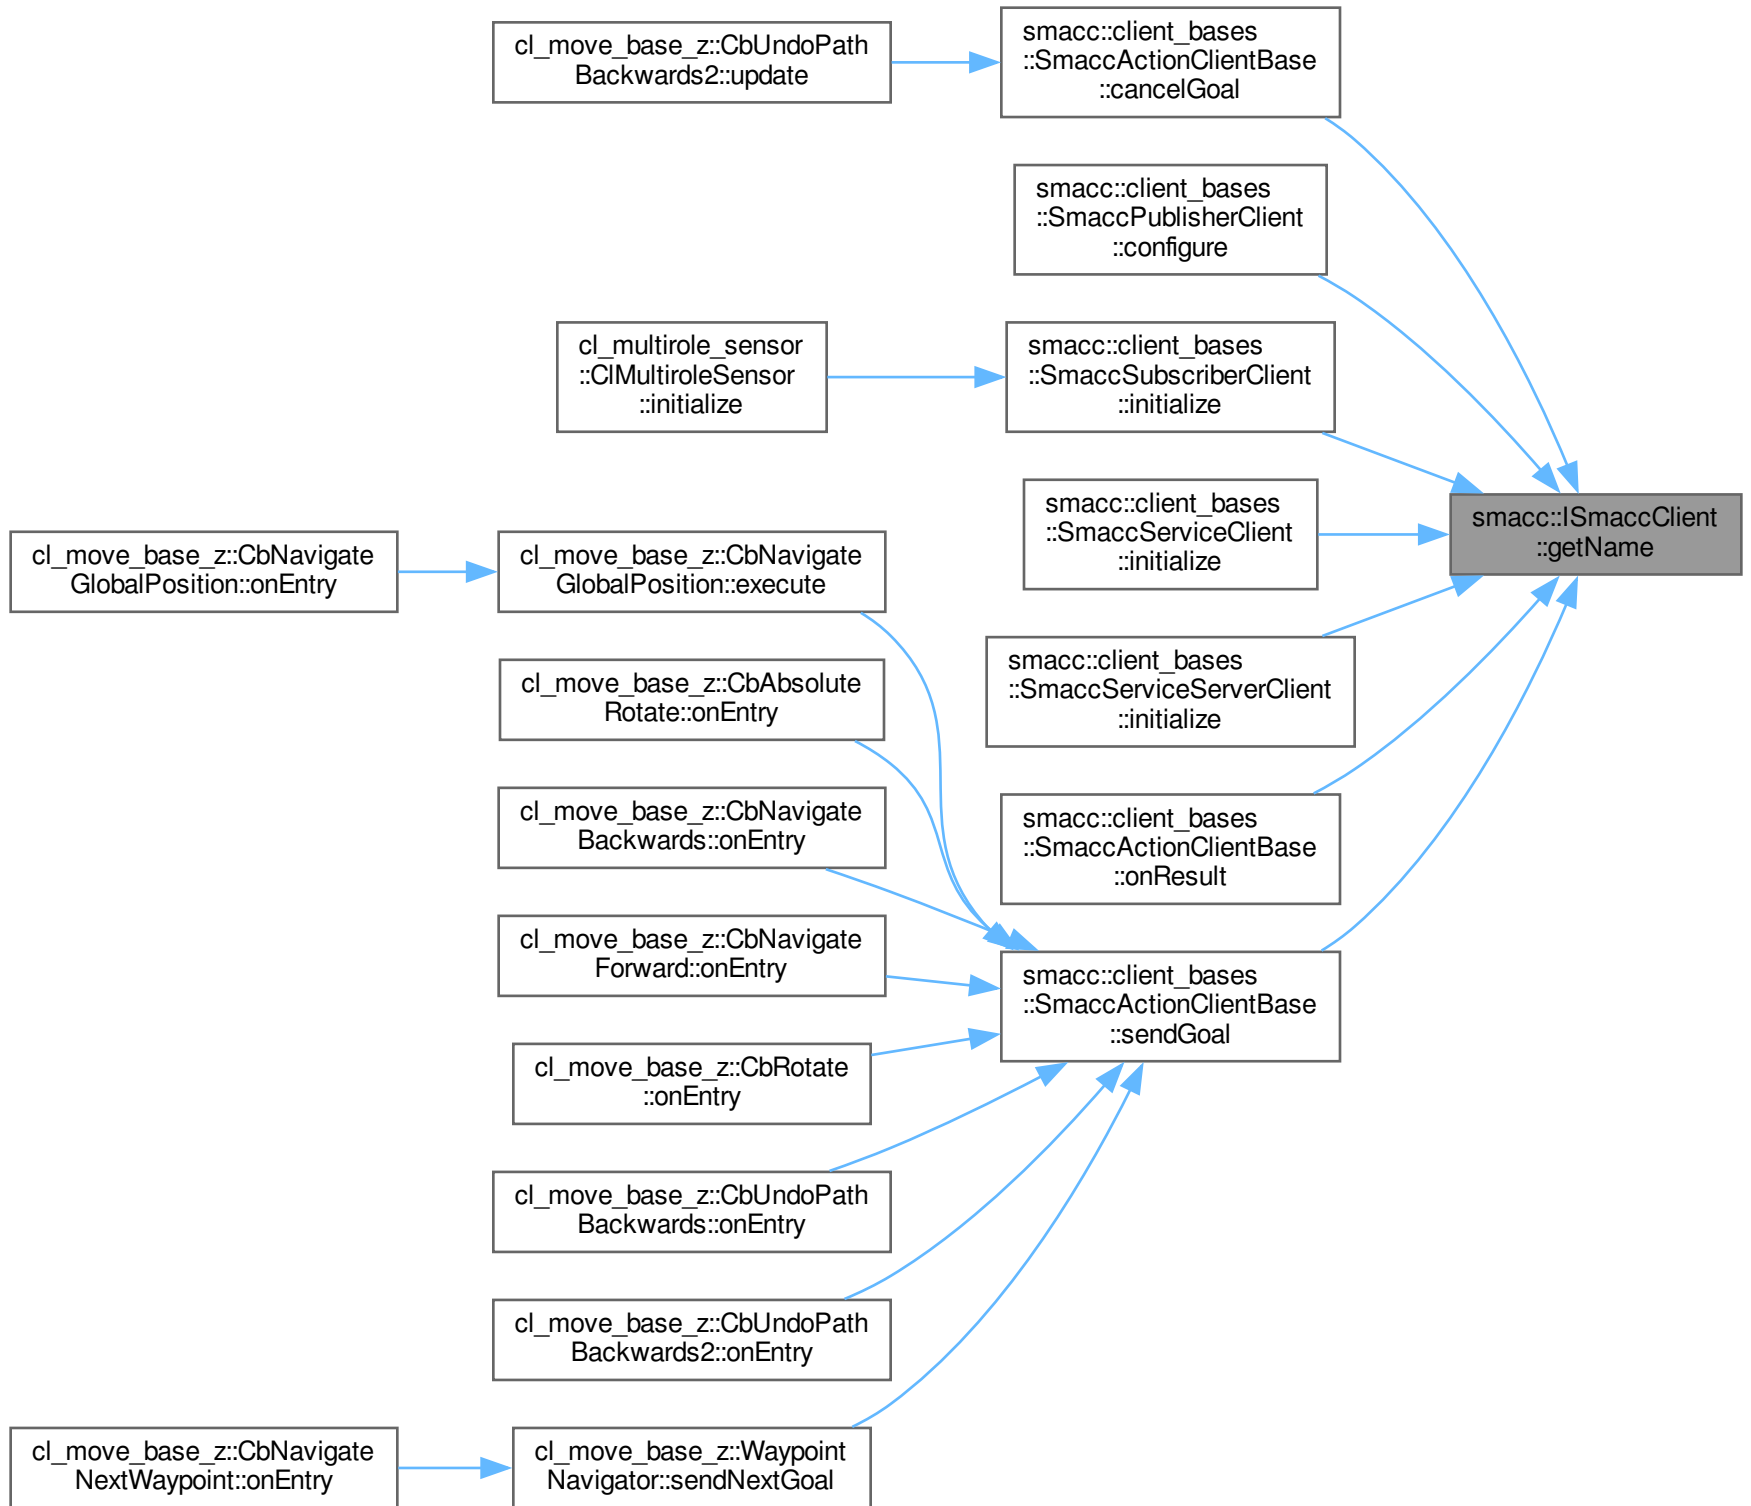 cl_move_base_z::CbUndoPath
Backwards2::update
smacc::client_bases
::SmaccActionClientBase
::cancelGoal
smacc::client_bases
::SmaccPublisherClient
::configure
cl_multirole_sensor
::ClMultiroleSensor
::initialize
smacc::client_bases
::SmaccSubscriberClient
::initialize
smacc::client_bases
::SmaccServiceClient
::initialize
smacc::ISmaccClient
::getName
cl_move_base_z::CbNavigate
GlobalPosition::onEntry
cl_move_base_z::CbNavigate
GlobalPosition::execute
smacc::client_bases
::SmaccServiceServerClient
::initialize
cl_move_base_z::CbAbsolute
Rotate::onEntry
cl_move_base_z::CbNavigate
Backwards::onEntry
smacc::client_bases
::SmaccActionClientBase
::onResult
cl_move_base_z::CbNavigate
Forward::onEntry
smacc::client_bases
::SmaccActionClientBase
::sendGoal
cl_move_base_z::CbRotate
::onEntry
cl_move_base_z::CbUndoPath
Backwards::onEntry
cl_move_base_z::CbUndoPath
Backwards2::onEntry
cl_move_base_z::CbNavigate
NextWaypoint::onEntry
cl_move_base_z::Waypoint
Navigator::sendNextGoal